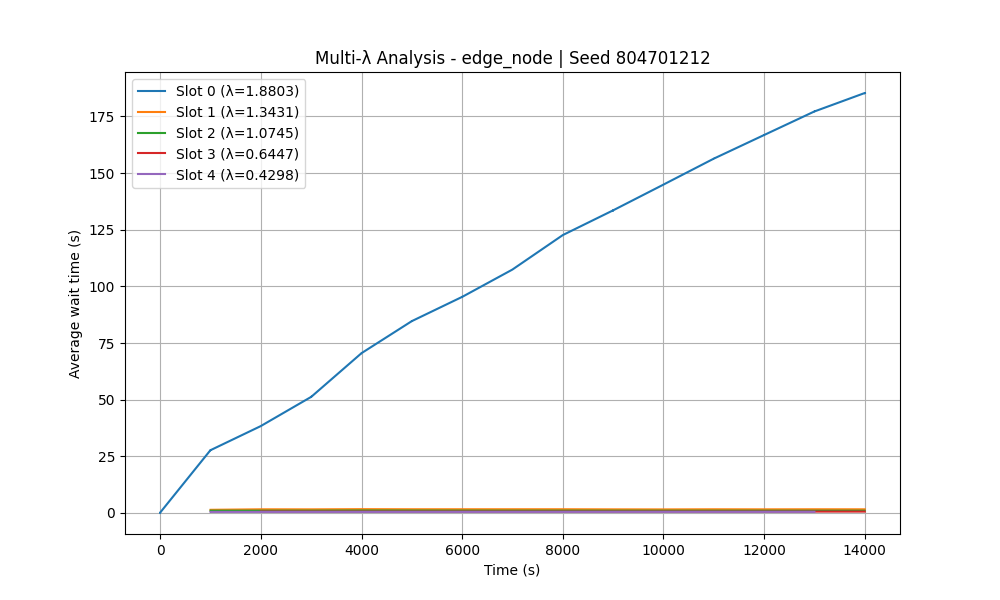 Multi-λ Analysis - edge_node | Seed 804701212
Slot 0 (λ=1.8803)
Slot 1 (λ=1.3431)
Slot 2 (λ=1.0745)
Slot 3 (λ=0.6447)
Slot 4 (λ=0.4298)
Average wait time (s)
175
150
125
100
75
50
25
0
0 2000 4000 6000 8000 10000 12000 14000
Time (s)